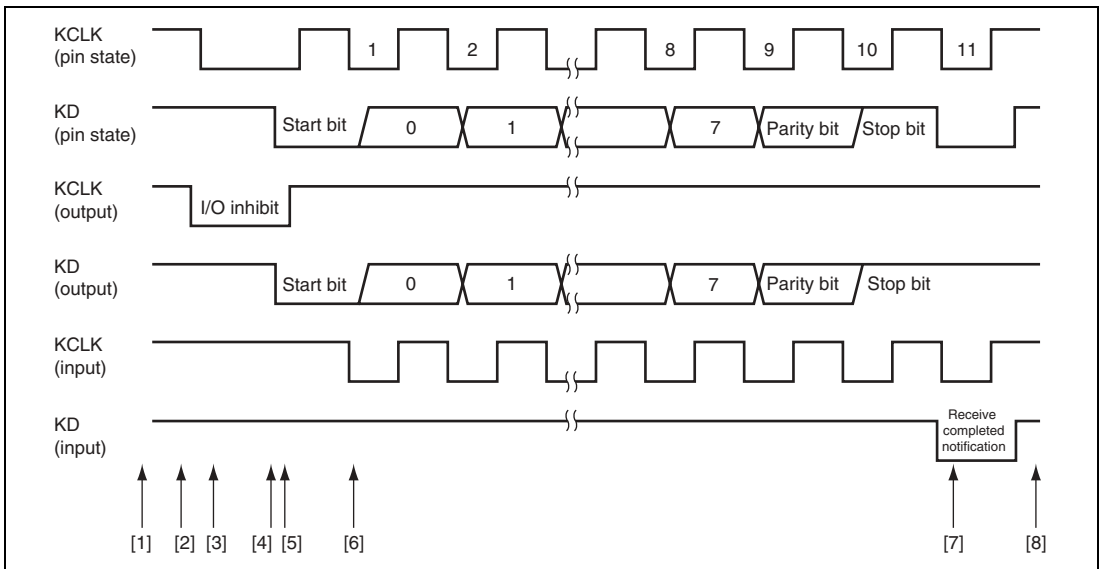 KCLK
(pin state)
1 2 8 9 10 11
KD
(pin state)
Start bit 0 1 7 Parity bit Stop bit
KCLK
(output)
I/O inhibit
KD
(output)
Start bit 0 1 7 Parity bit Stop bit
KCLK
(input)
KD
(input)
Receive
completed
notification
[1] [2] [3] [4] [5] [6] [7] [8]